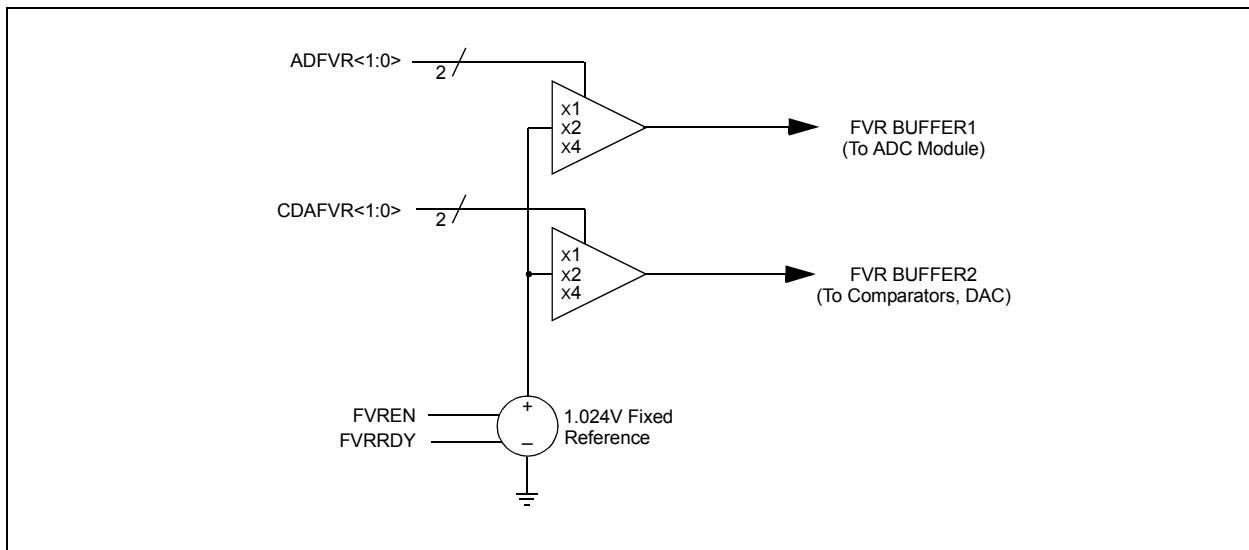 ADFVR<1:0>
2
X1
X2
X4
FVR BUFFER1
(To ADC Module)
CDAFVR<1:0>
2
X1
X2
X4
FVR BUFFER2
(To Comparators, DAC)
FVREN
FVRRDY
+
–
1.024V Fixed
Reference